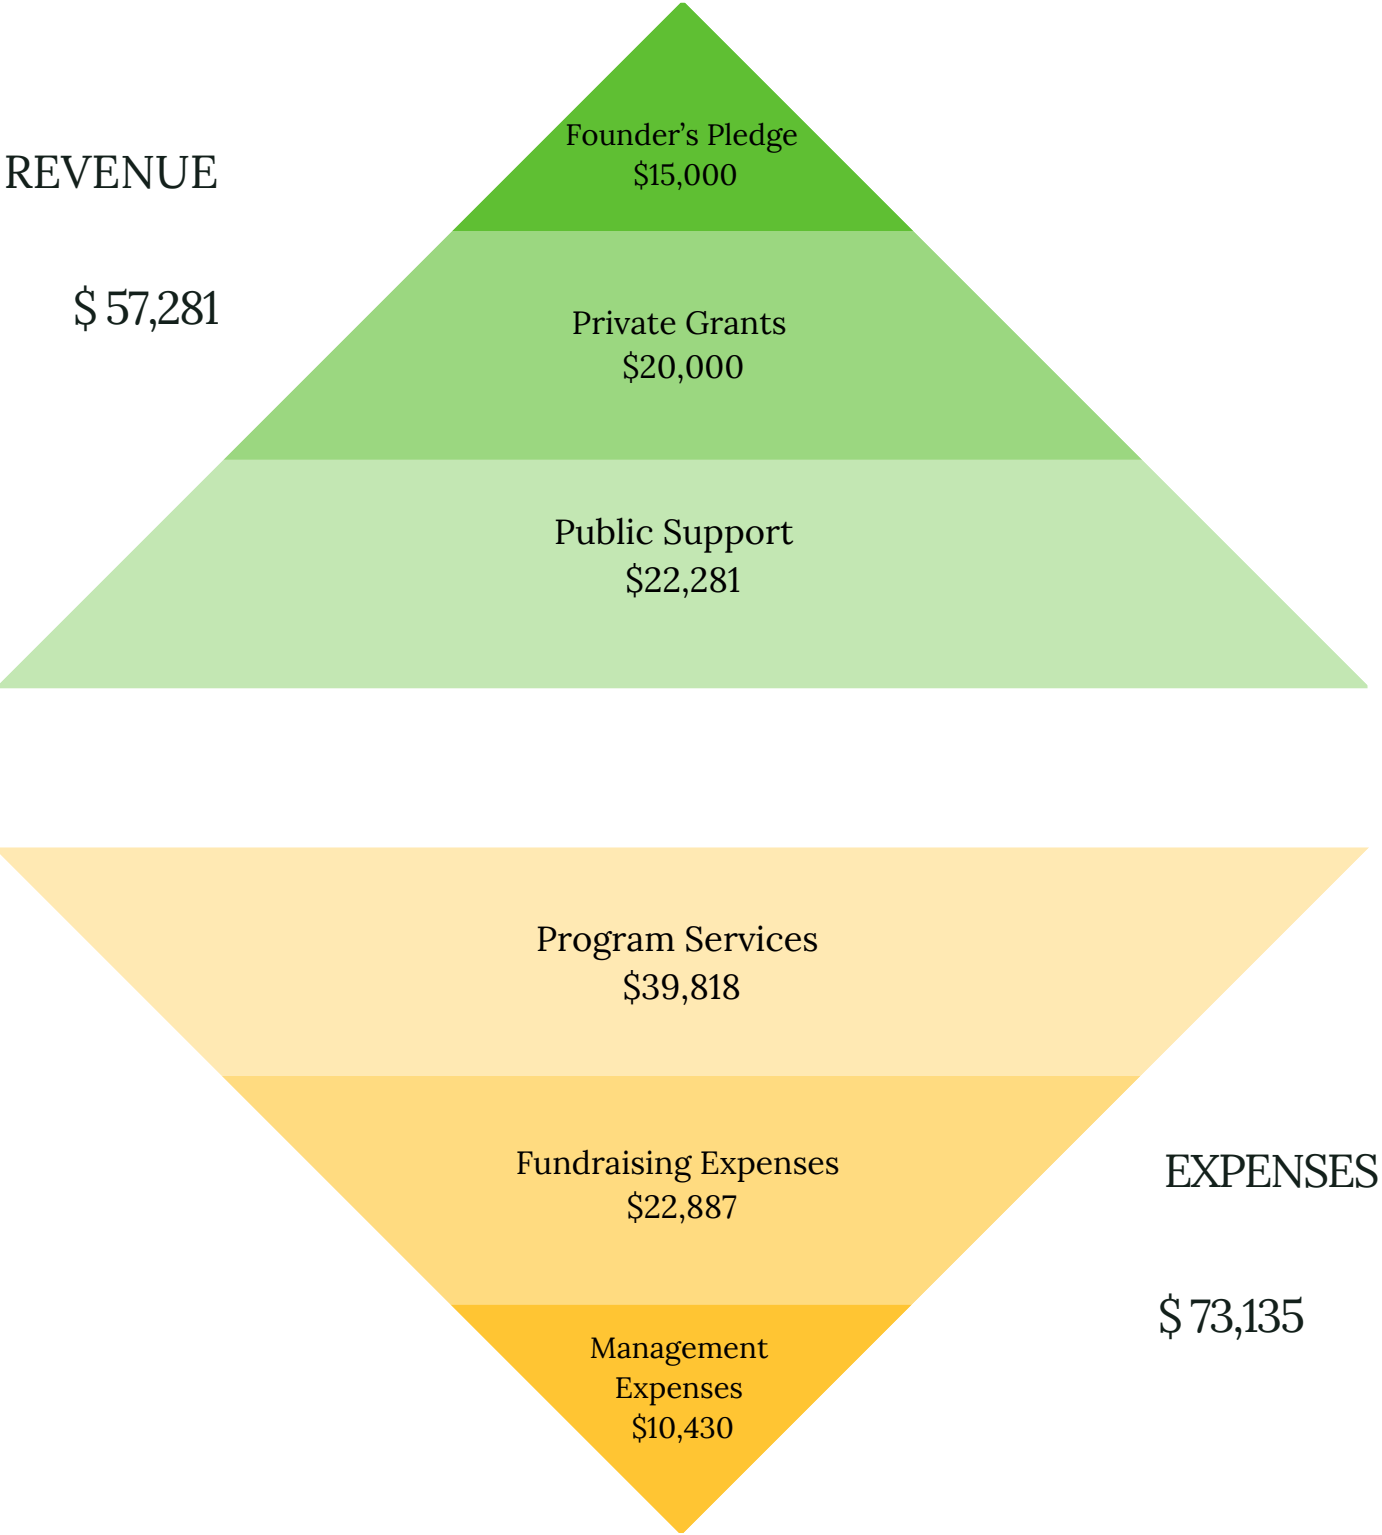 REVENUE
$ 57,281
Founder’s Pledge
$15,000
Private Grants
$20,000
Public Support
$22,281
Program Services
$39,818
Fundraising Expenses
$22,887
Management
Expenses
$10,430
EXPENSES
$ 73,135